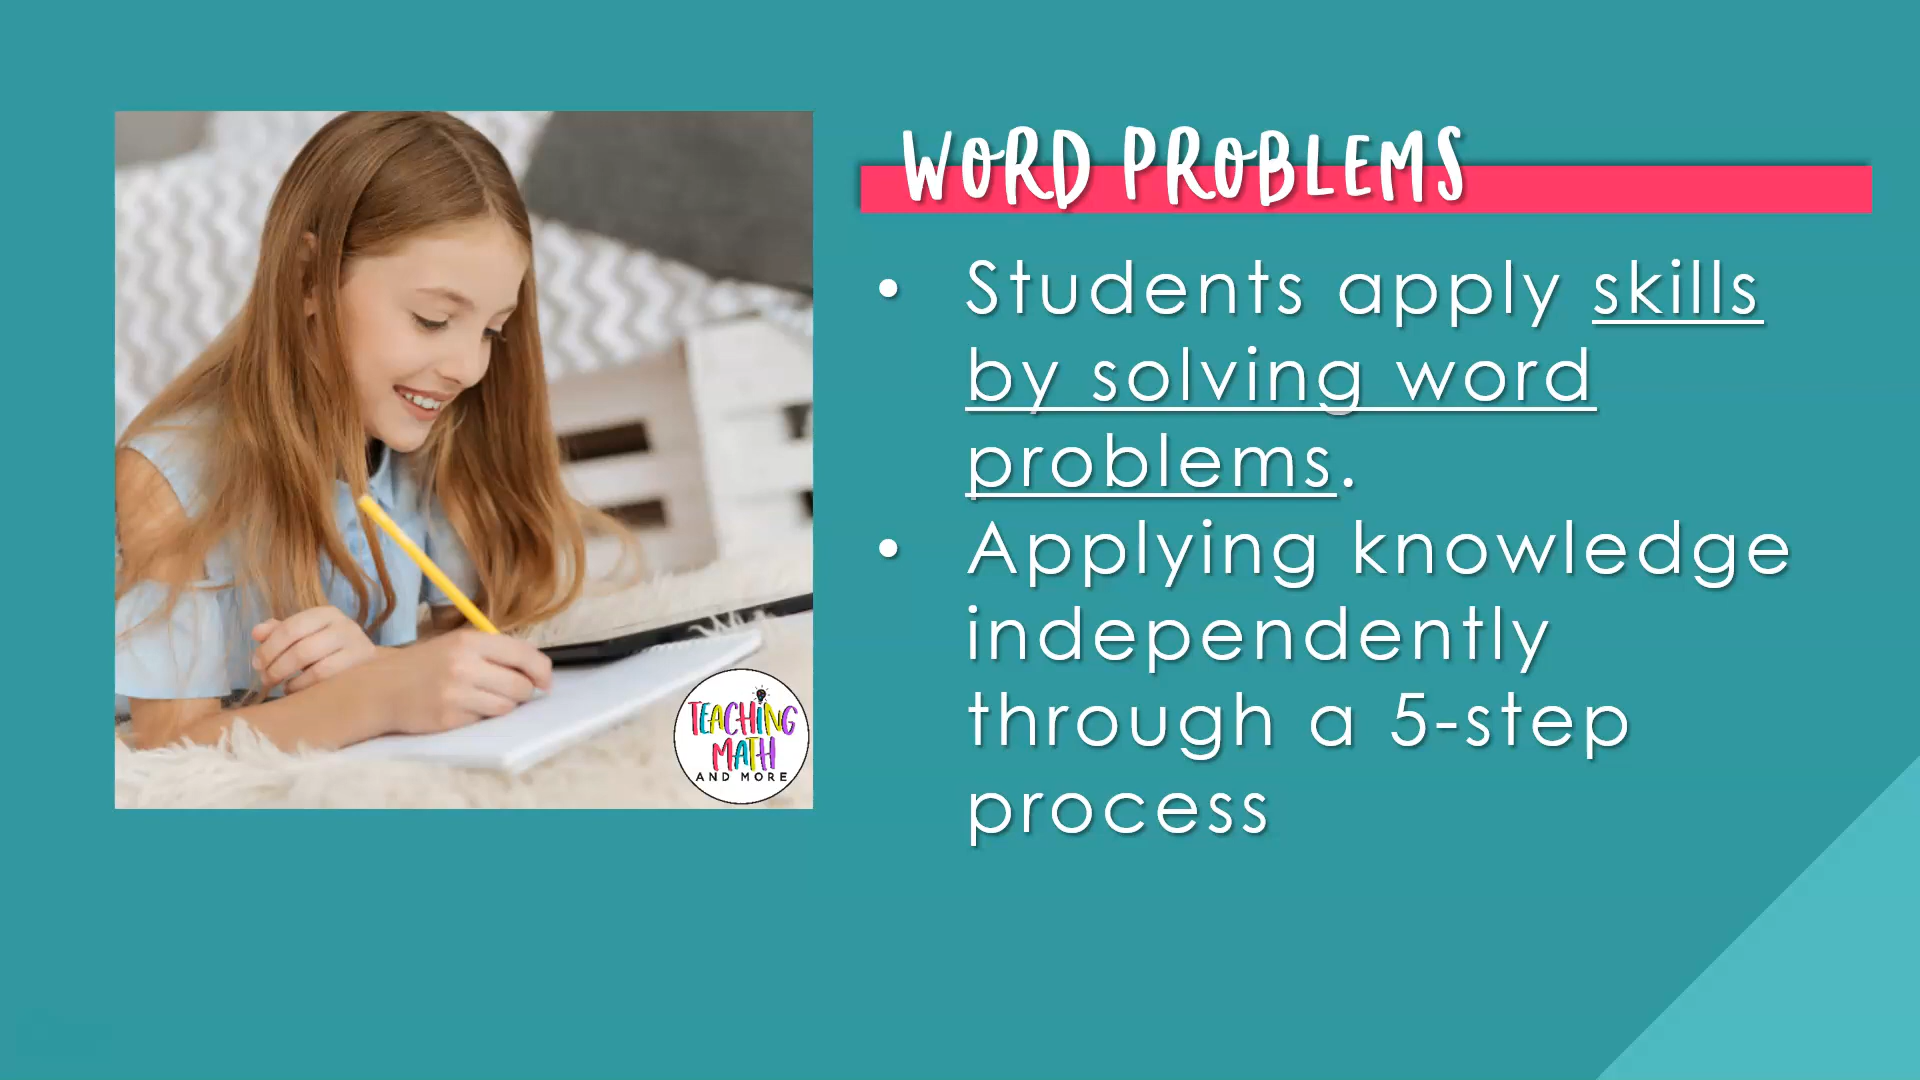 WORD PROBLEMS
• Students apply skills
by solving word
problems.
• Applying knowledge
independently
through a 5-step
process
TEACHING
MATH
AND MORE